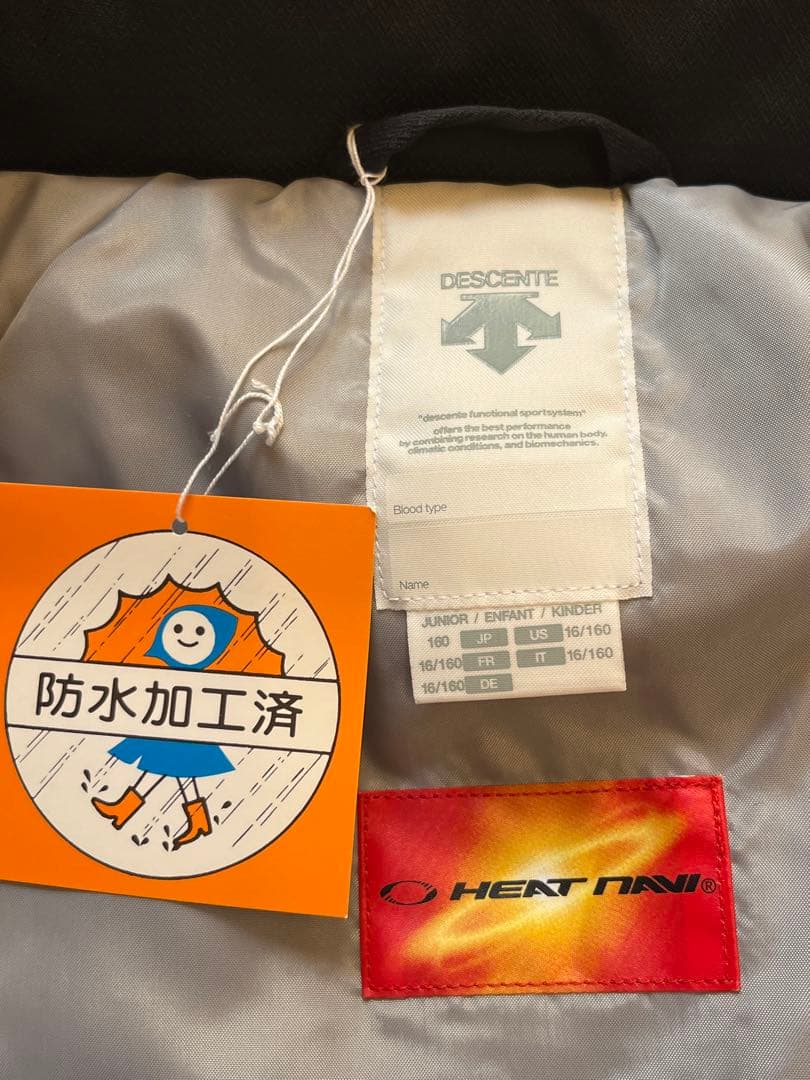 DESCENTE
"descente functional sportsystem"
offers the best performance
by combining research on the human body,
climatic conditions, and biomechanics.
Blood type
Name
JUNIOR / ENFANT / KINDER
160 JP US 16/160
16/160 FR IT 16/160
16/160 DE
防水加工済
HEAT NAVI®